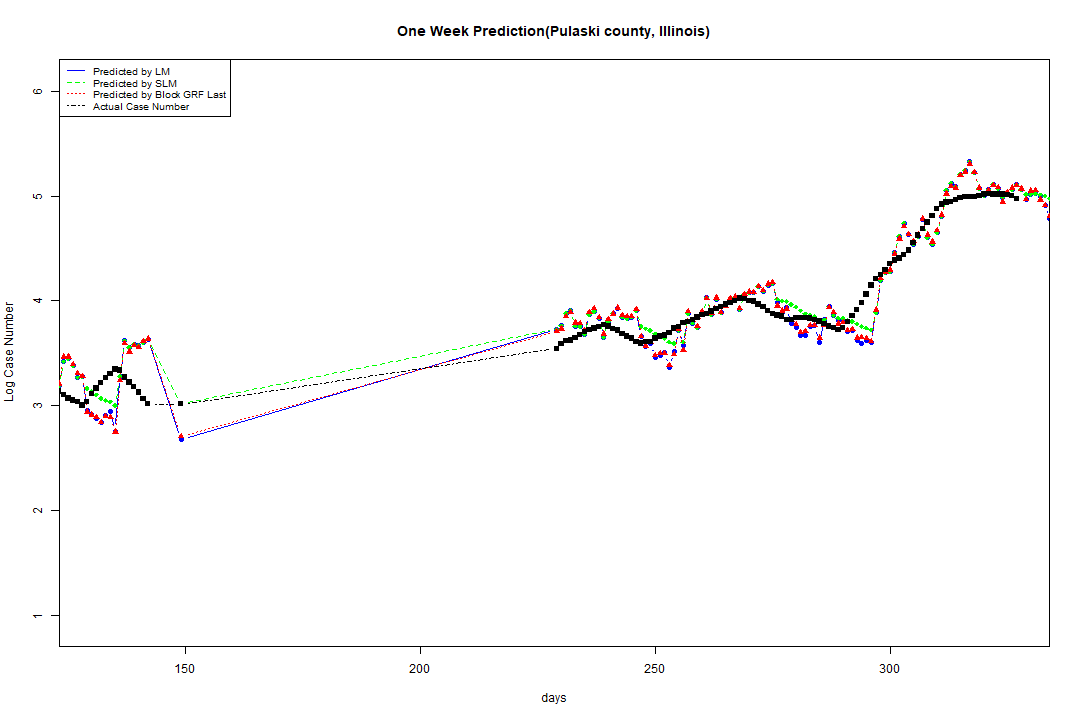 One Week Prediction(Pulaski county, Illinois)
Predicted by LM
Predicted by SLM
Predicted by Block GRF Last
Actual Case Number
6
5
4
3
2
1
Log Case Number
150 200 250 300
days